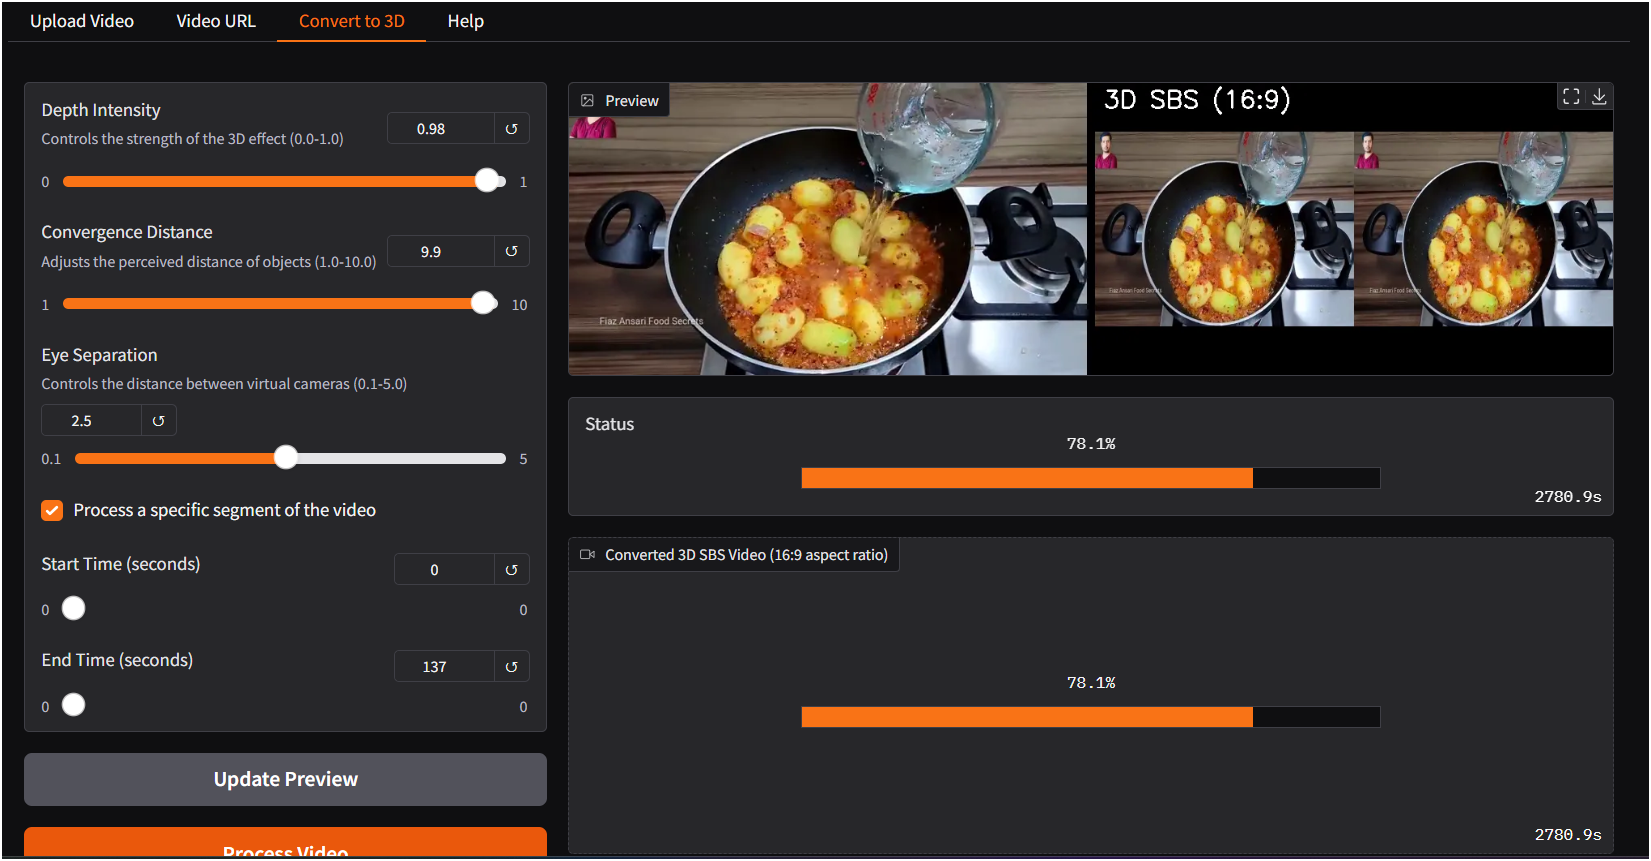 Upload Video
Video URL
Convert to 3D
Help
Depth Intensity
Controls the strength of the 3D effect (0.0-1.0)
0.98
0
1
Convergence Distance
Adjusts the perceived distance of objects (1.0-10.0)
9.9
1
10
Eye Separation
Controls the distance between virtual cameras (0.1-5.0)
2.5
0.1
5
Process a specific segment of the video
Start Time (seconds)
0
0
0
End Time (seconds)
137
0
0
Update Preview
Process Video
Preview
Fiaz Ansari Food Secrets
3D SBS (16:9)
Fiaz Ansari Food Secrets
Fiaz Ansari Food Secrets
Status
78.1%
2780.9s
Converted 3D SBS Video (16:9 aspect ratio)
78.1%
2780.9s